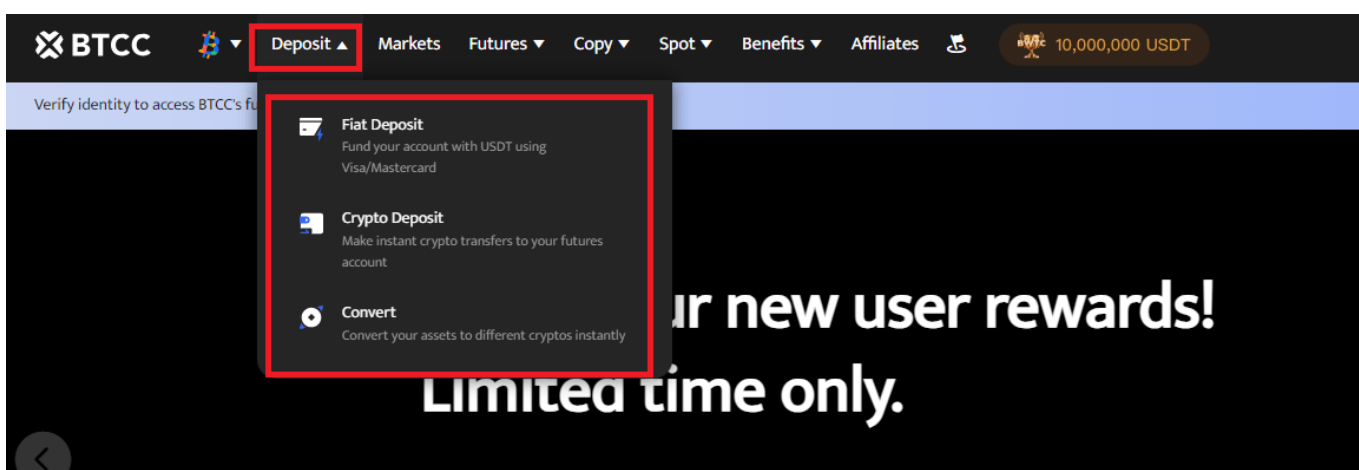 BTCC Deposit Markets Futures Copy Spot Benefits Affiliates 10,000,000 USDT
Verify identity to access BTCC's
Fiat Deposit
Fund your account with USDT using
Visa/Mastercard
Crypto Deposit
Make instant crypto transfers to your futures
account
Convert
Convert your assets to different cryptos instantly
new user rewards!
Limited time only.